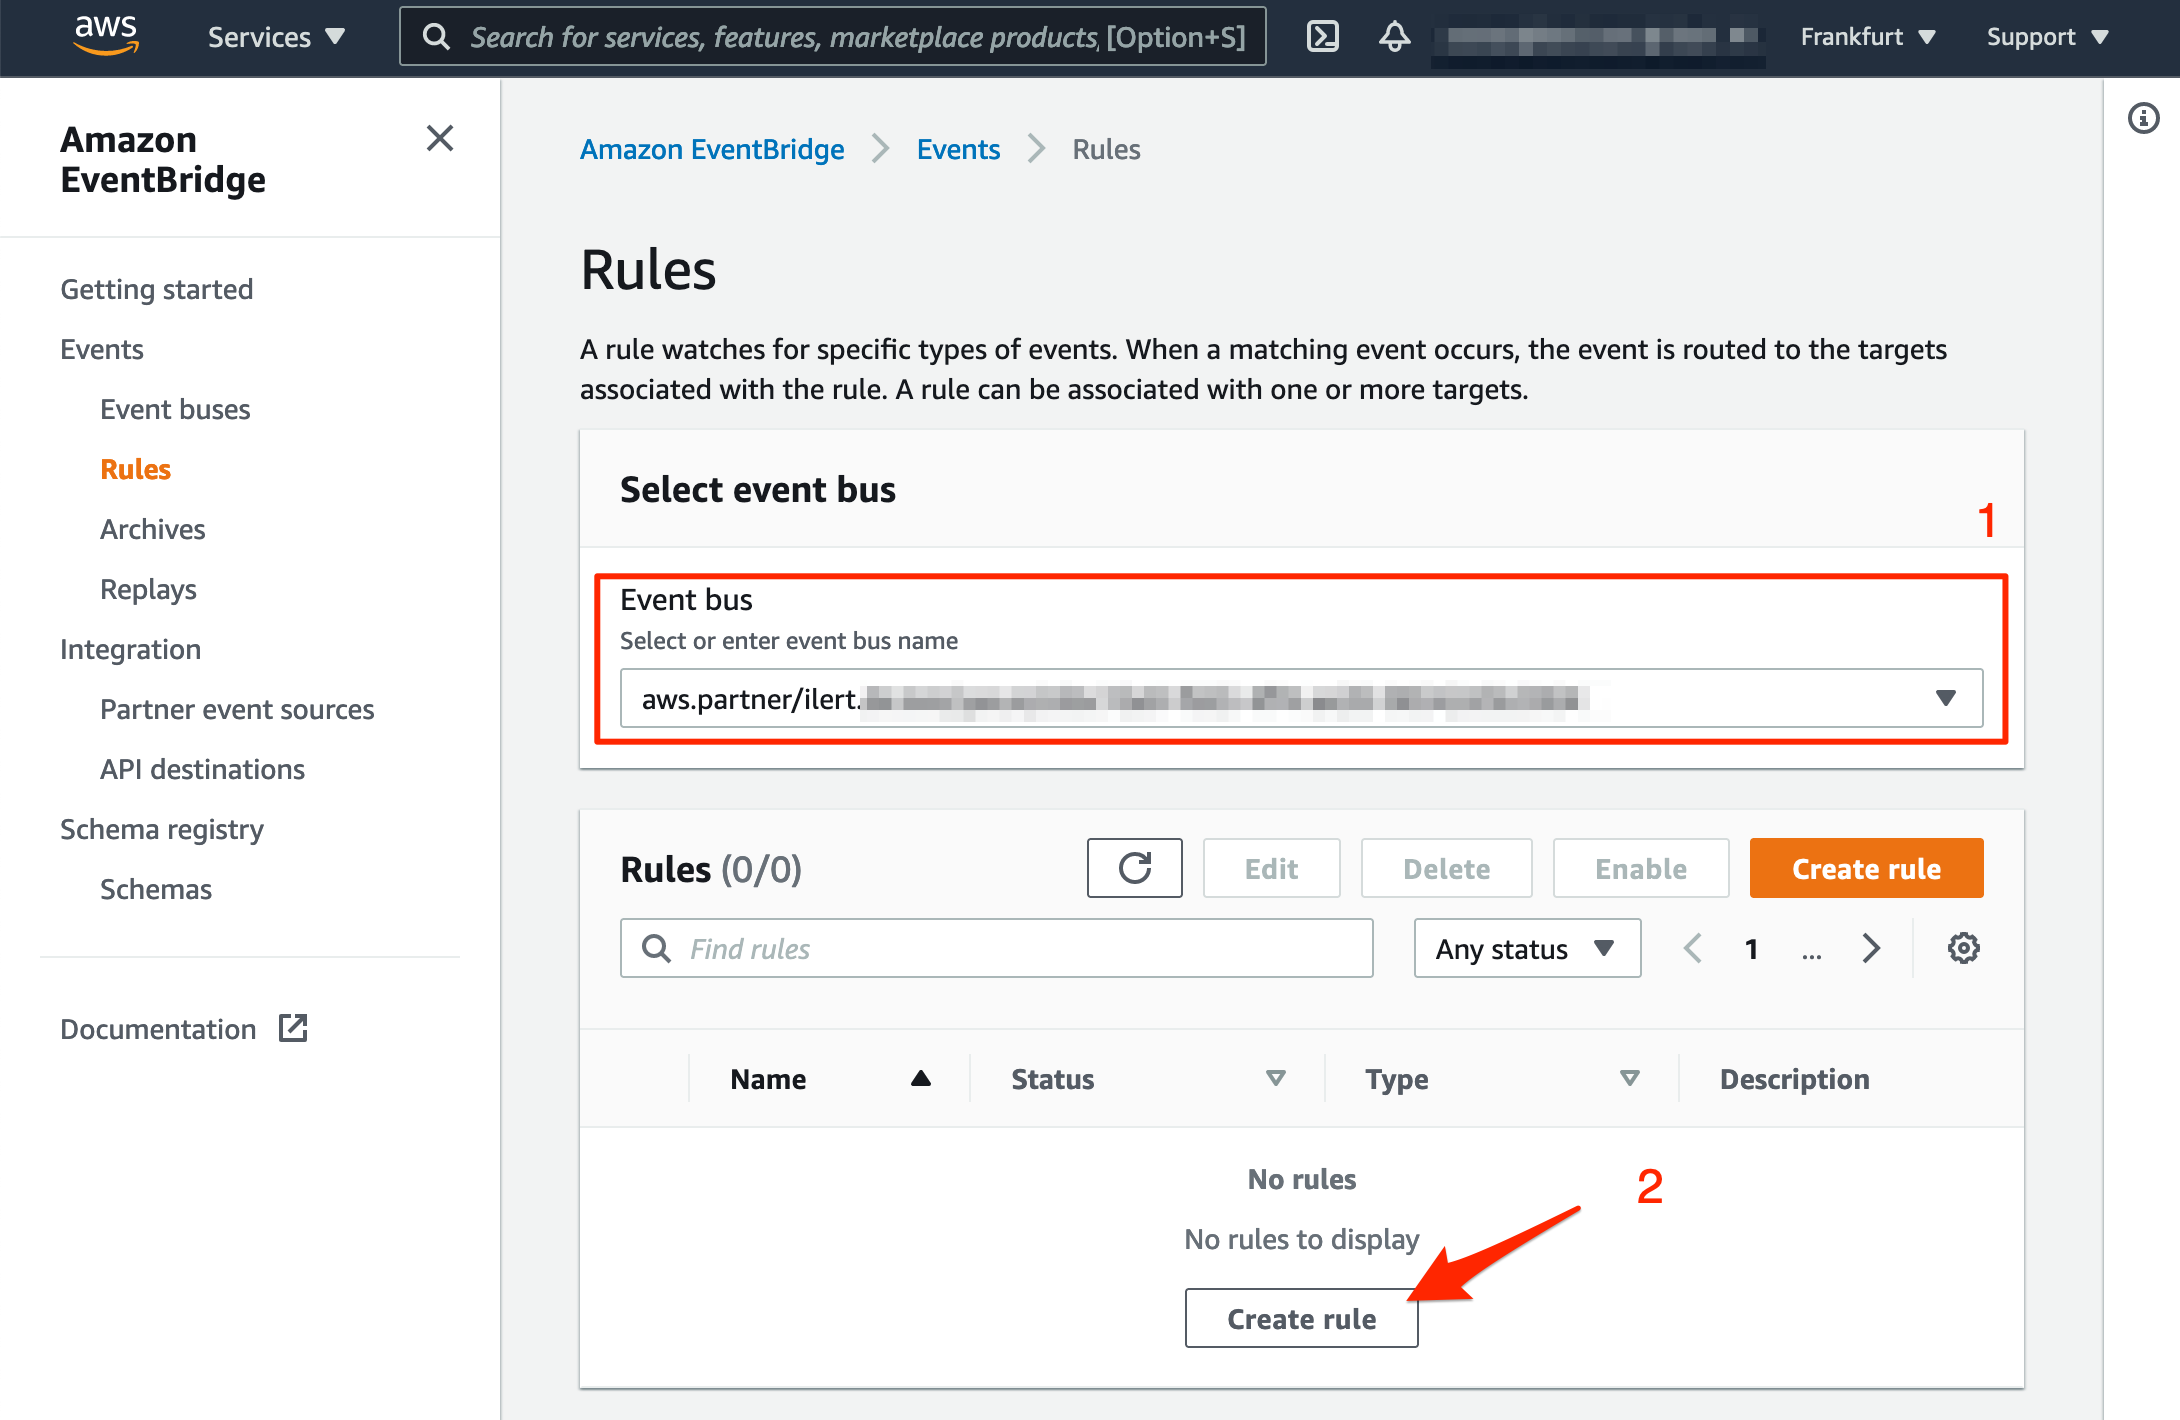 aws
Services
Search for services, features, marketplace products, [Option+S]
Frankfurt
Support
Amazon
EventBridge
Getting started
Events
Event buses
Rules
Archives
Replays
Integration
Partner event sources
API destinations
Schema registry
Schemas
Documentation
Amazon EventBridge
Events
Rules
Rules
A rule watches for specific types of events. When a matching event occurs, the event is routed to the targets
associated with the rule. A rule can be associated with one or more targets.
Select event bus
1
Event bus
Select or enter event bus name
aws.partner/ilert.
Rules (0/0)
Edit
Delete
Enable
Create rule
Find rules
Any status
1
...
Name
Status
Type
Description
No rules
2
No rules to display
Create rule